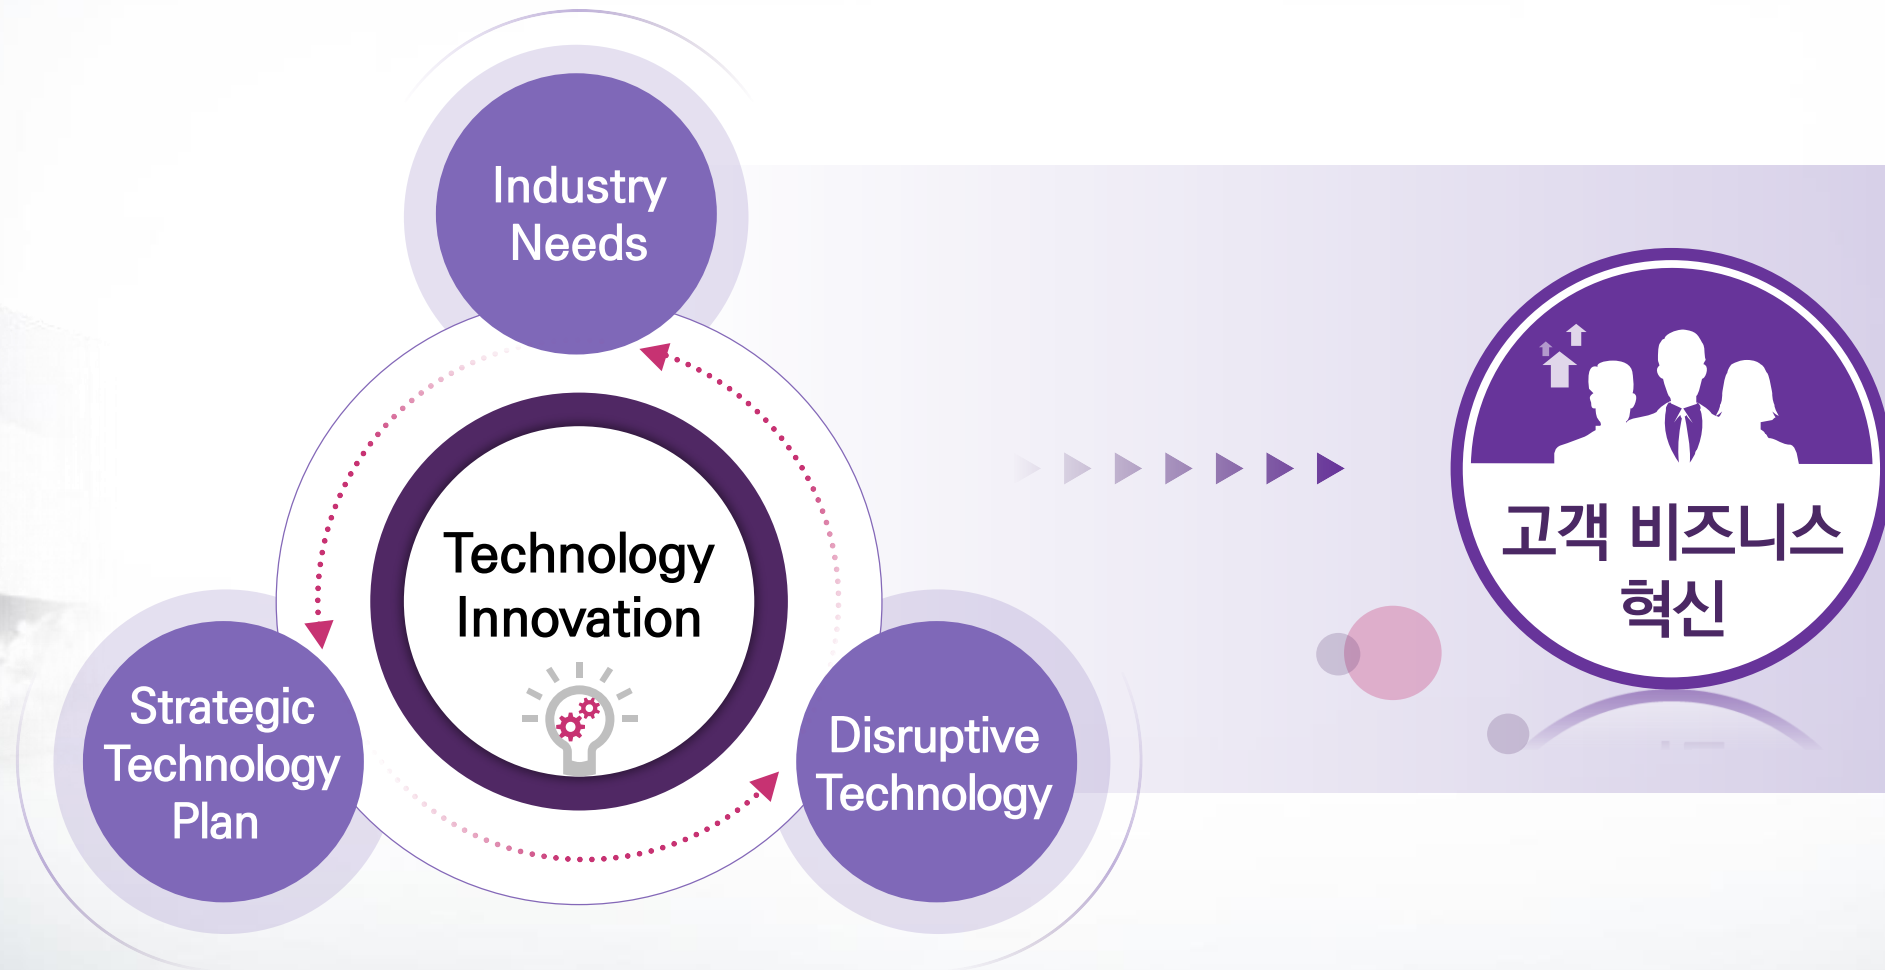 Industry
Needs
Technology
Innovation
Strategic
Technology
Plan
Disruptive
Technology
고객 비즈니스
혁신